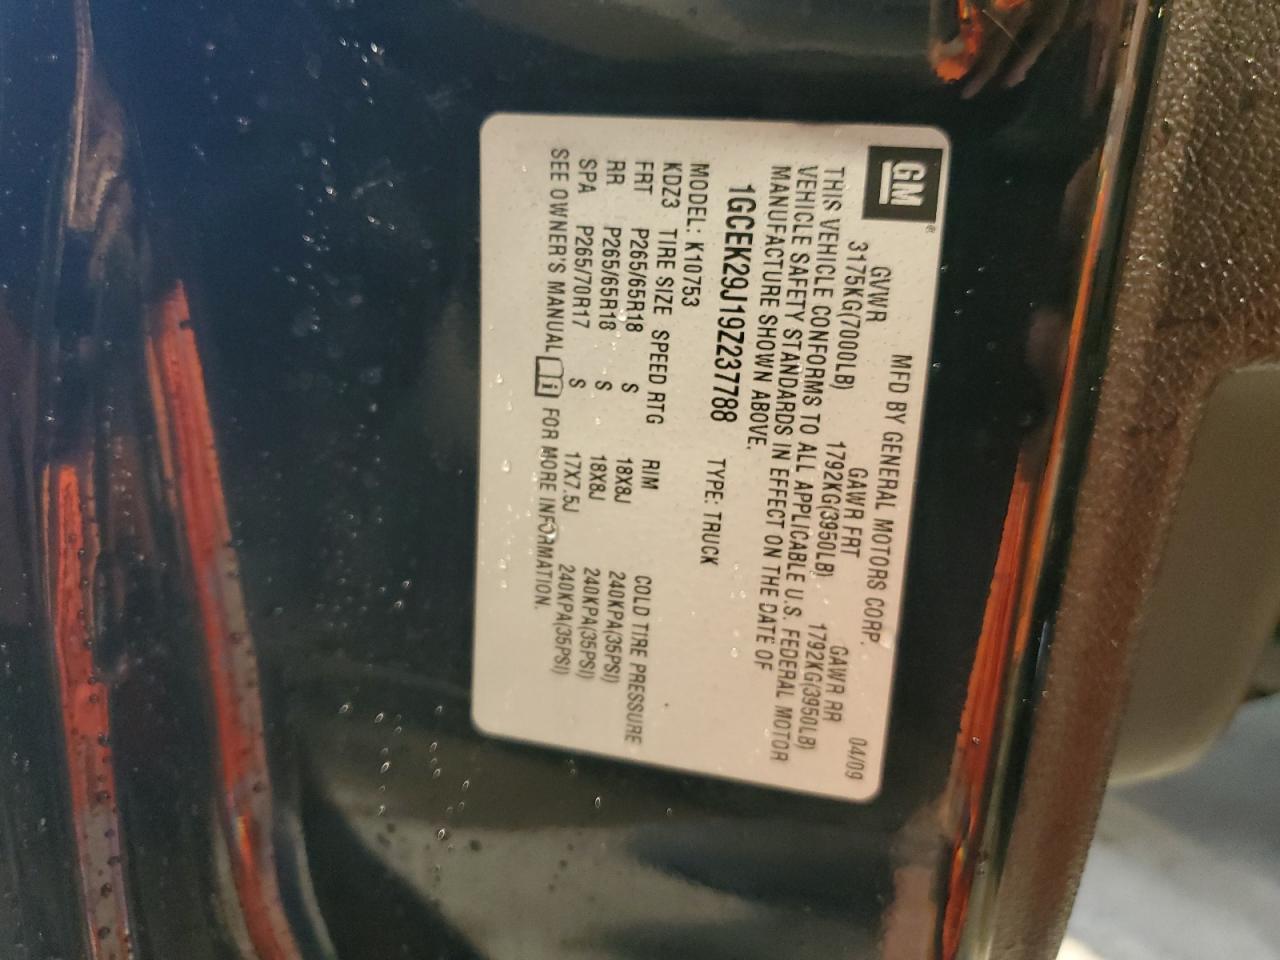 GM®
MFD BY GENERAL MOTORS CORP. 04/09
GVWR GAWR FRT GAWR RR
3175KG(7000LB) 1792KG(3950LB) 1792KG(3950LB)
THIS VEHICLE CONFORMS TO ALL APPLICABLE U.S. FEDERAL MOTOR
VEHICLE SAFETY STANDARDS IN EFFECT ON THE DATE OF
MANUFACTURE SHOWN ABOVE.
1GCEK29J19Z237788 TYPE: TRUCK
MODEL: K10753
KDZ3 TIRE SIZE SPEED RTG RIM COLD TIRE PRESSURE
FRT P265/65R18 S 18X8J 240KPA(35PSI)
RR P265/65R18 S 18X8J 240KPA(35PSI)
SPA P265/70R17 S 17X7.5J 240KPA(35PSI)
SEE OWNER'S MANUAL i FOR MORE INFORMATION.